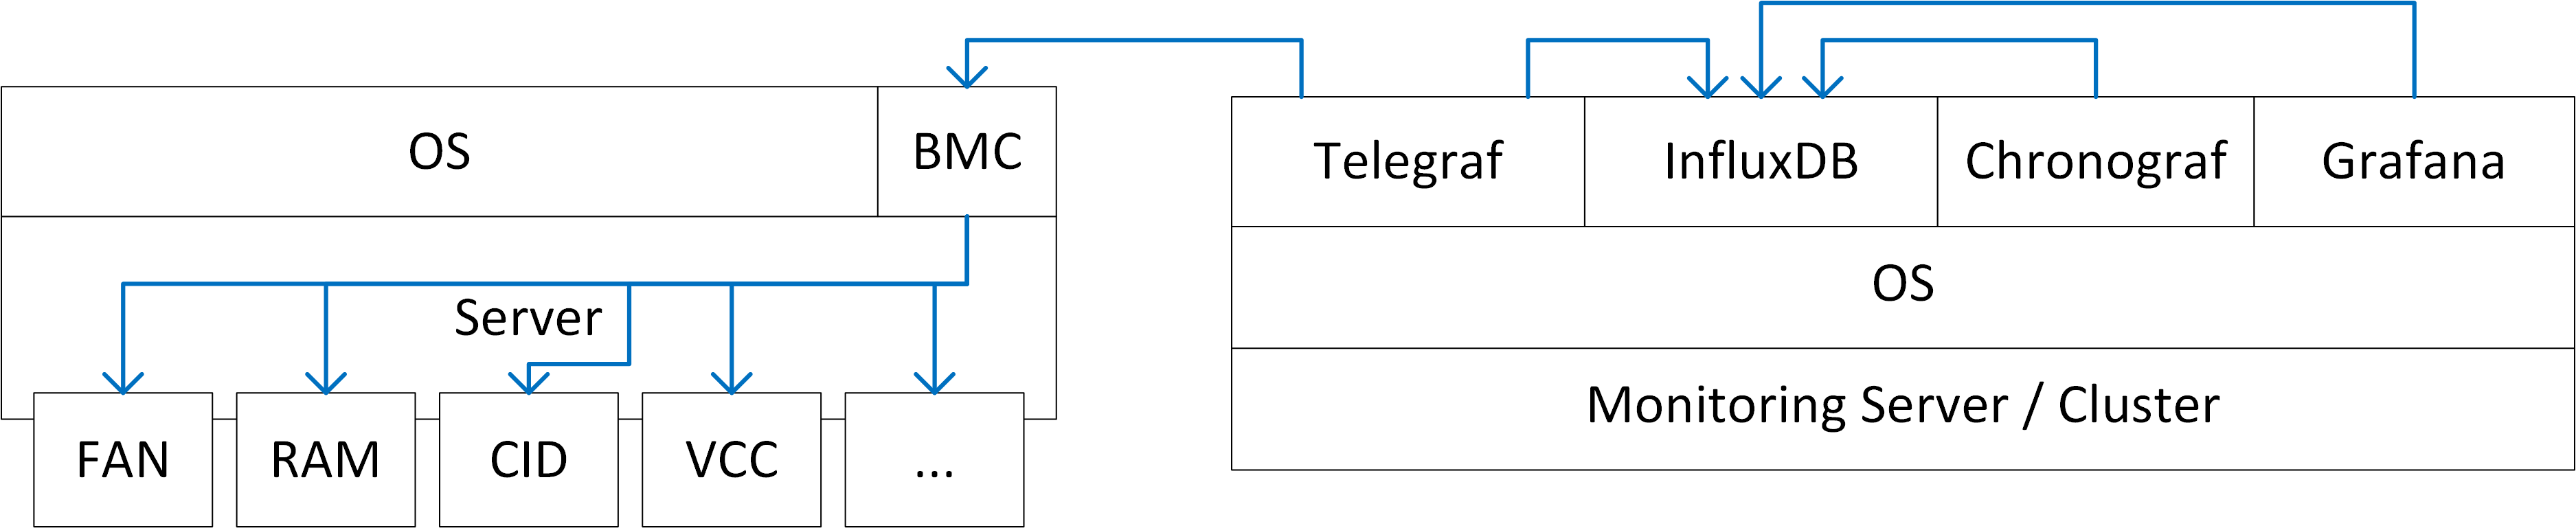 OS
BMC
Server
FAN
RAM
CID
VCC
...
Telegraf
InfluxDB
Chronograf
Grafana
OS
Monitoring Server / Cluster